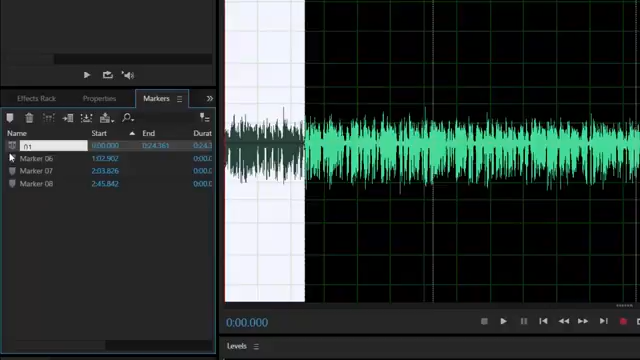 Effects Rack Properties Markers
Name Start End Durat
01 0:00.000 0:24.361 0:24.3
Marker 06 1:02.902 0:00.0
Marker 07 2:03.876 0:00.0
Marker 08 2:45.842 0:00.0
0:00.000
Levels